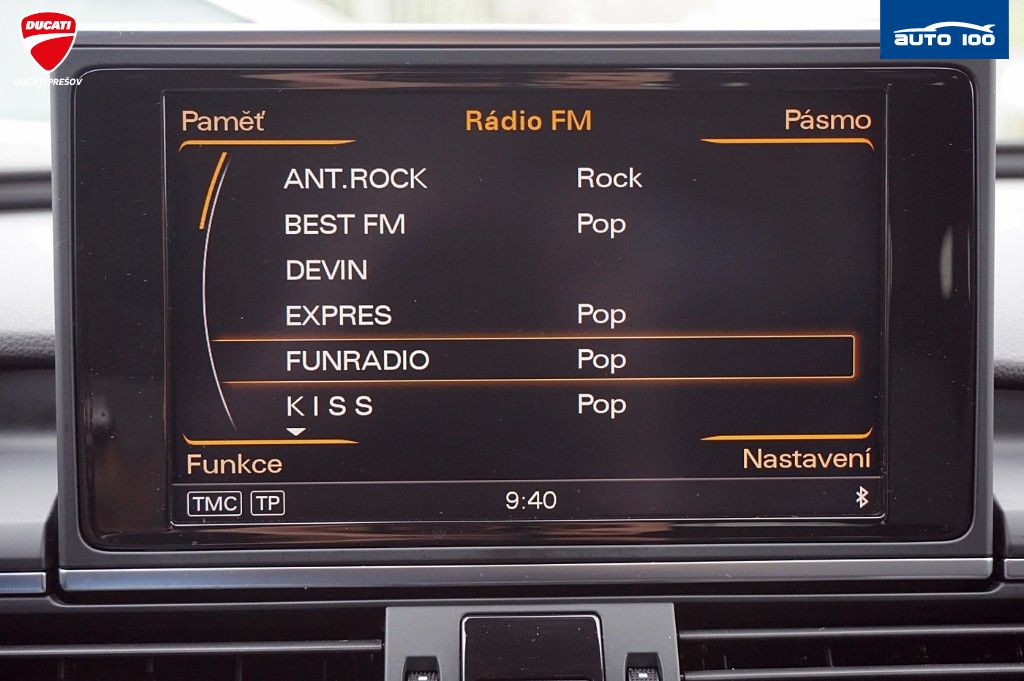 DUCATI
DUCATI PREŠOV
AUTO 100
Paměť Rádio FM Pásmo
ANT.ROCK Rock
BEST FM Pop
DEVIN
EXPRES Pop
FUNRADIO Pop
K I S S Pop
Funkce Nastavení
TMC TP 9:40